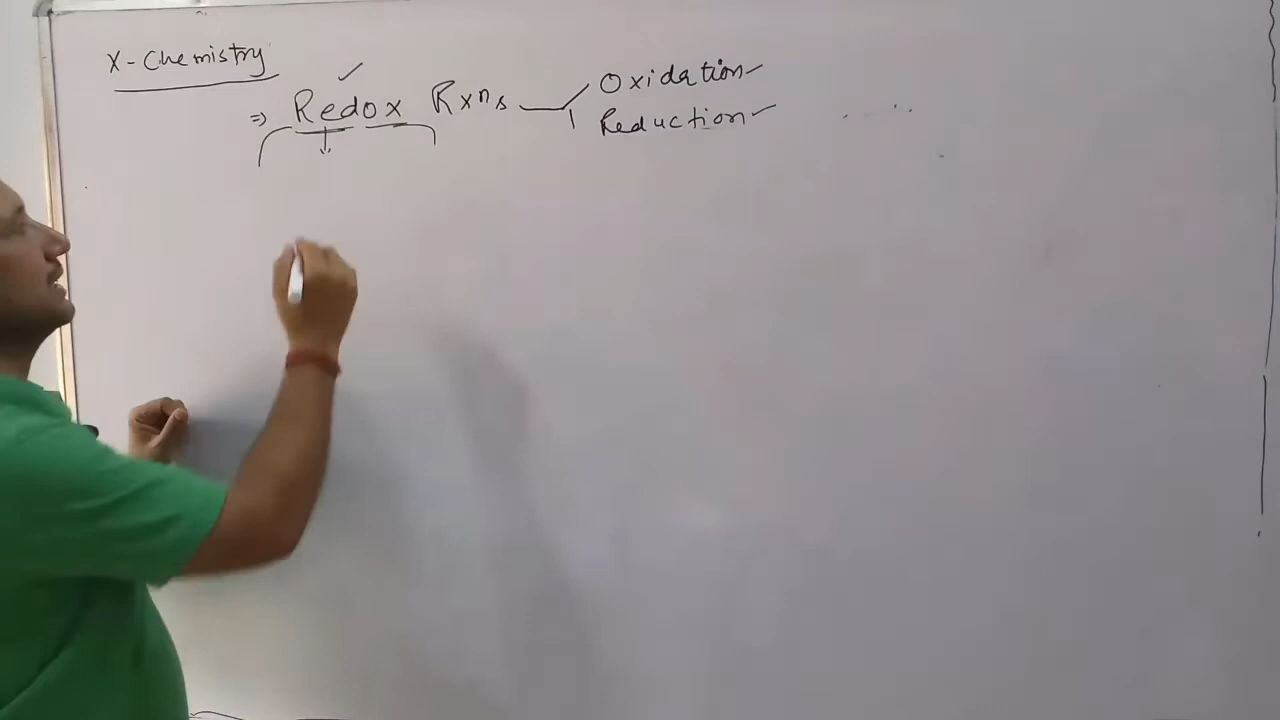 X - Chemistry
⇒ Redox Rxns
Oxidation
Reduction